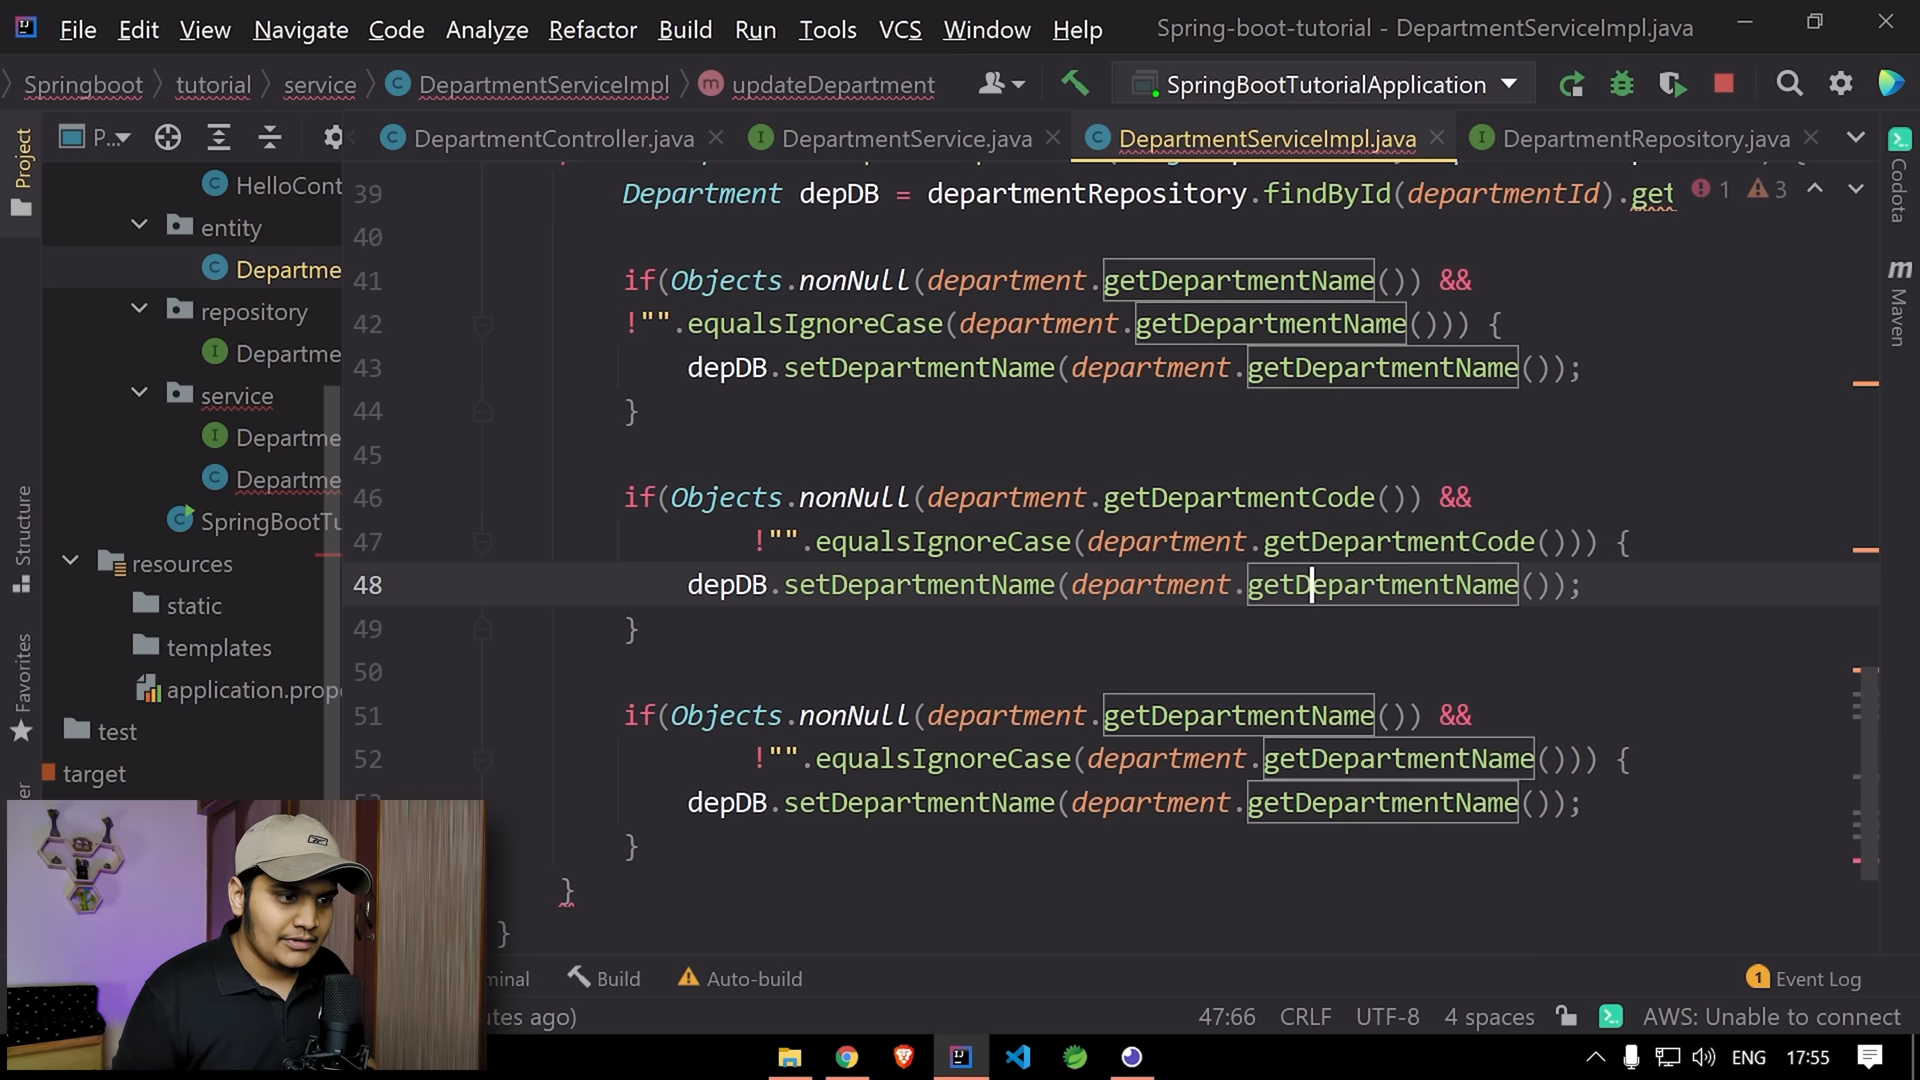 File Edit View Navigate Code Analyze Refactor Build Run Tools VCS Window Help Spring-boot-tutorial - DepartmentServiceImpl.java
Springboot tutorial service DepartmentServiceImpl updateDepartment SpringBootTutorialApplication
P... DepartmentController.java DepartmentService.java DepartmentServiceImpl.java DepartmentRepository.java
Project
Structure
Favorites
Codota
Maven
HelloCont
entity
Departme
repository
Departme
service
Departme
Departme
SpringBootTu
resources
static
templates
application.prope
test
target
39 Department depDB = departmentRepository.findById(departmentId).get 1 3
40
41 if(Objects.nonNull(department.getDepartmentName()) &&
42 !"".equalsIgnoreCase(department.getDepartmentName())) {
43 depDB.setDepartmentName(department.getDepartmentName());
44 }
45
46 if(Objects.nonNull(department.getDepartmentCode()) &&
47 !"".equalsIgnoreCase(department.getDepartmentCode())) {
48 depDB.setDepartmentName(department.getDepartmentName());
49 }
50
51 if(Objects.nonNull(department.getDepartmentName()) &&
52 !"".equalsIgnoreCase(department.getDepartmentName())) {
depDB.setDepartmentName(department.getDepartmentName());
}
}
}
minal Build Auto-build 1 Event Log
utes ago) 47:66 CRLF UTF-8 4 spaces AWS: Unable to connect
ENG 17:55